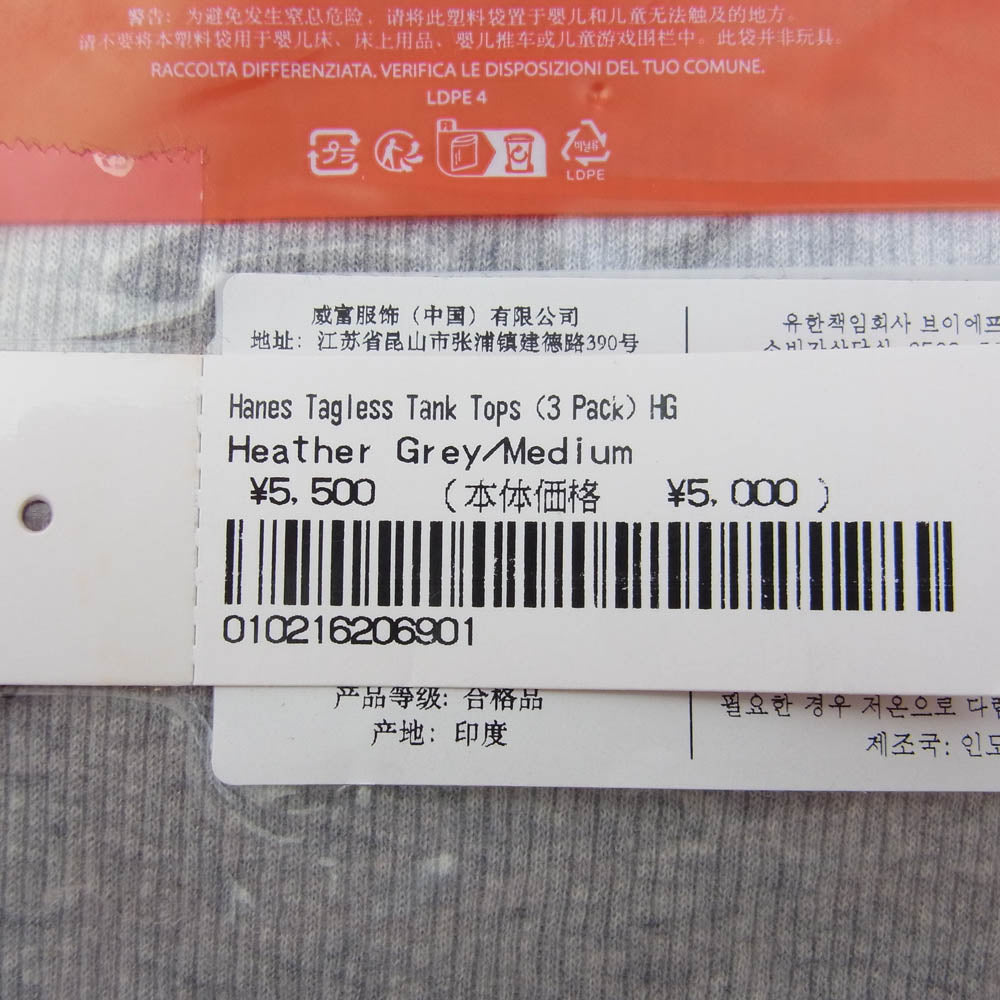 警告：为避免发生窒息危险，请将此塑料袋置于婴儿和儿童无法触及的地方。
请不要将本塑料袋用于婴儿床、床上用品、婴儿推车或儿童游戏围栏中。此袋并非玩具。
RACCOLTA DIFFERENZIATA. VERIFICA LE DISPOSIZIONI DEL TUO COMUNE.
LDPE 4
プラ
비닐류
LDPE
威富服饰（中国）有限公司
地址：江苏省昆山市张浦镇建德路390号
유한책임회사 브이에프
Hanes Tagless Tank Tops (3 Pack) HG
Heather Grey/Medium
¥5,500 (本体価格 ¥5,000)
010216206901
产品等级：合格品
产地：印度
필요한 경우 저온으로
제조국: